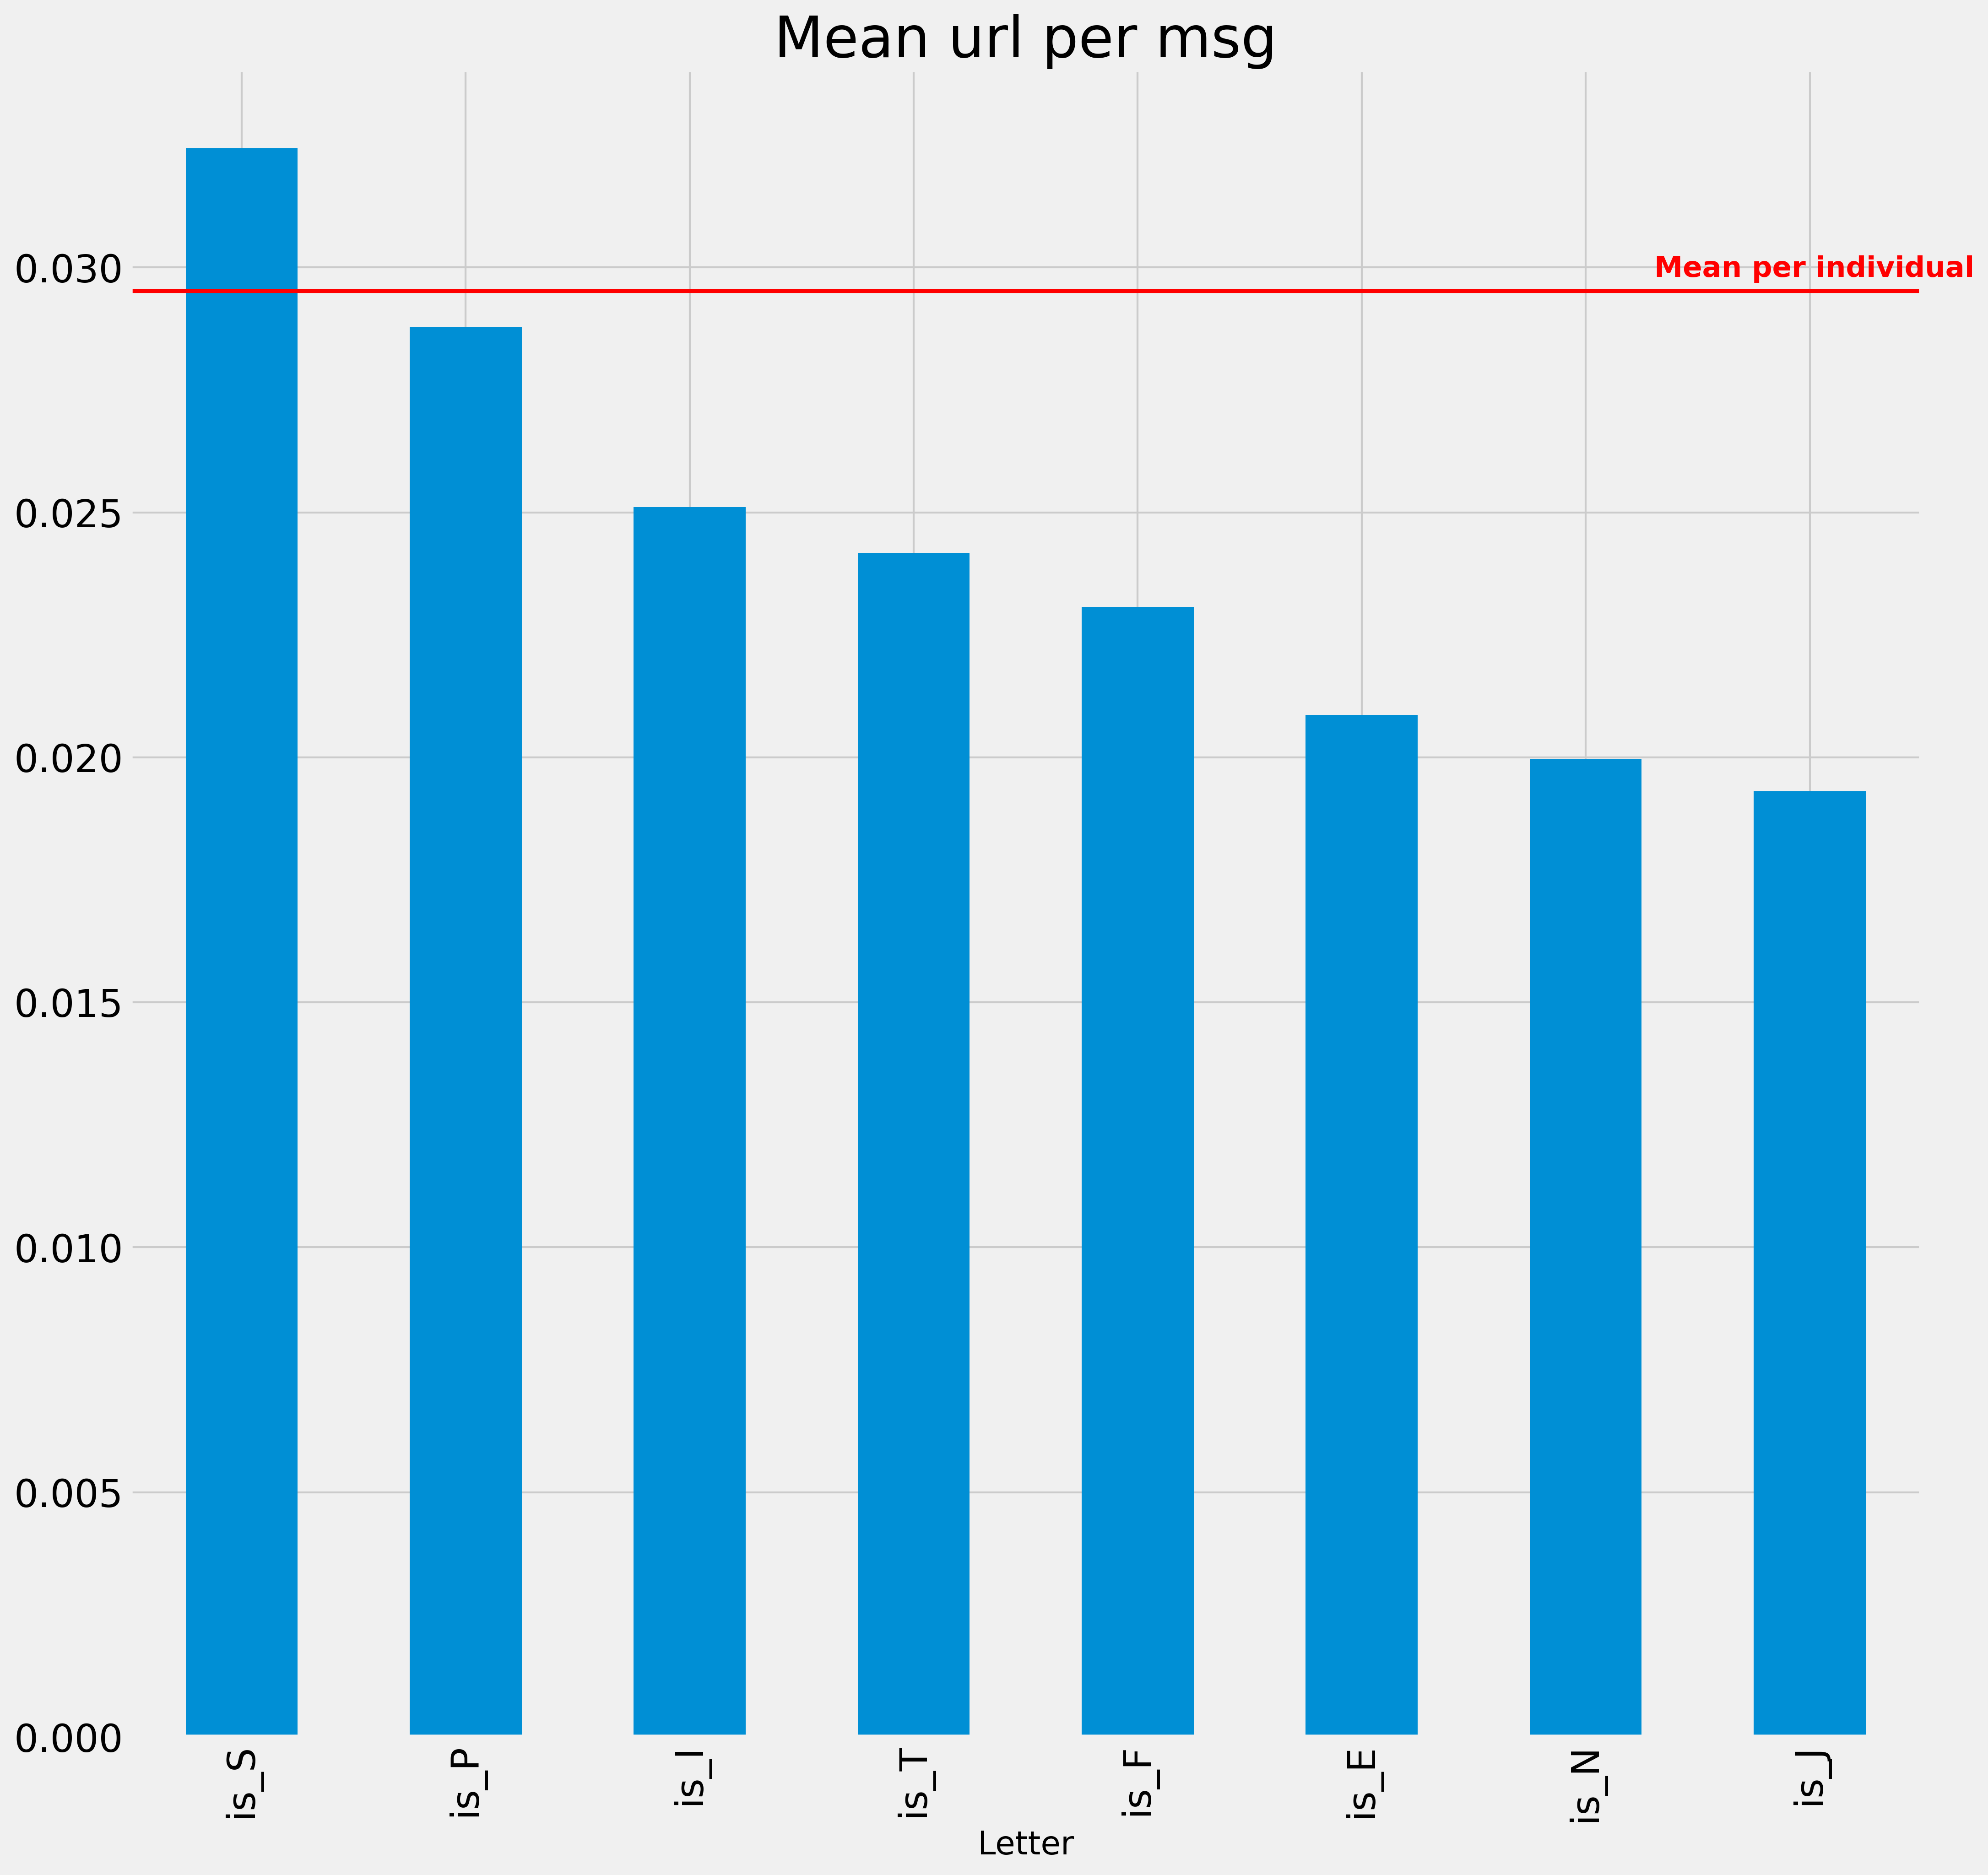 Mean url per msg
0.030
0.025
0.020
0.015
0.010
0.005
0.000
Mean per individual
is_S
is_P
is_I
is_T
is_F
is_E
is_N
is_J
Letter